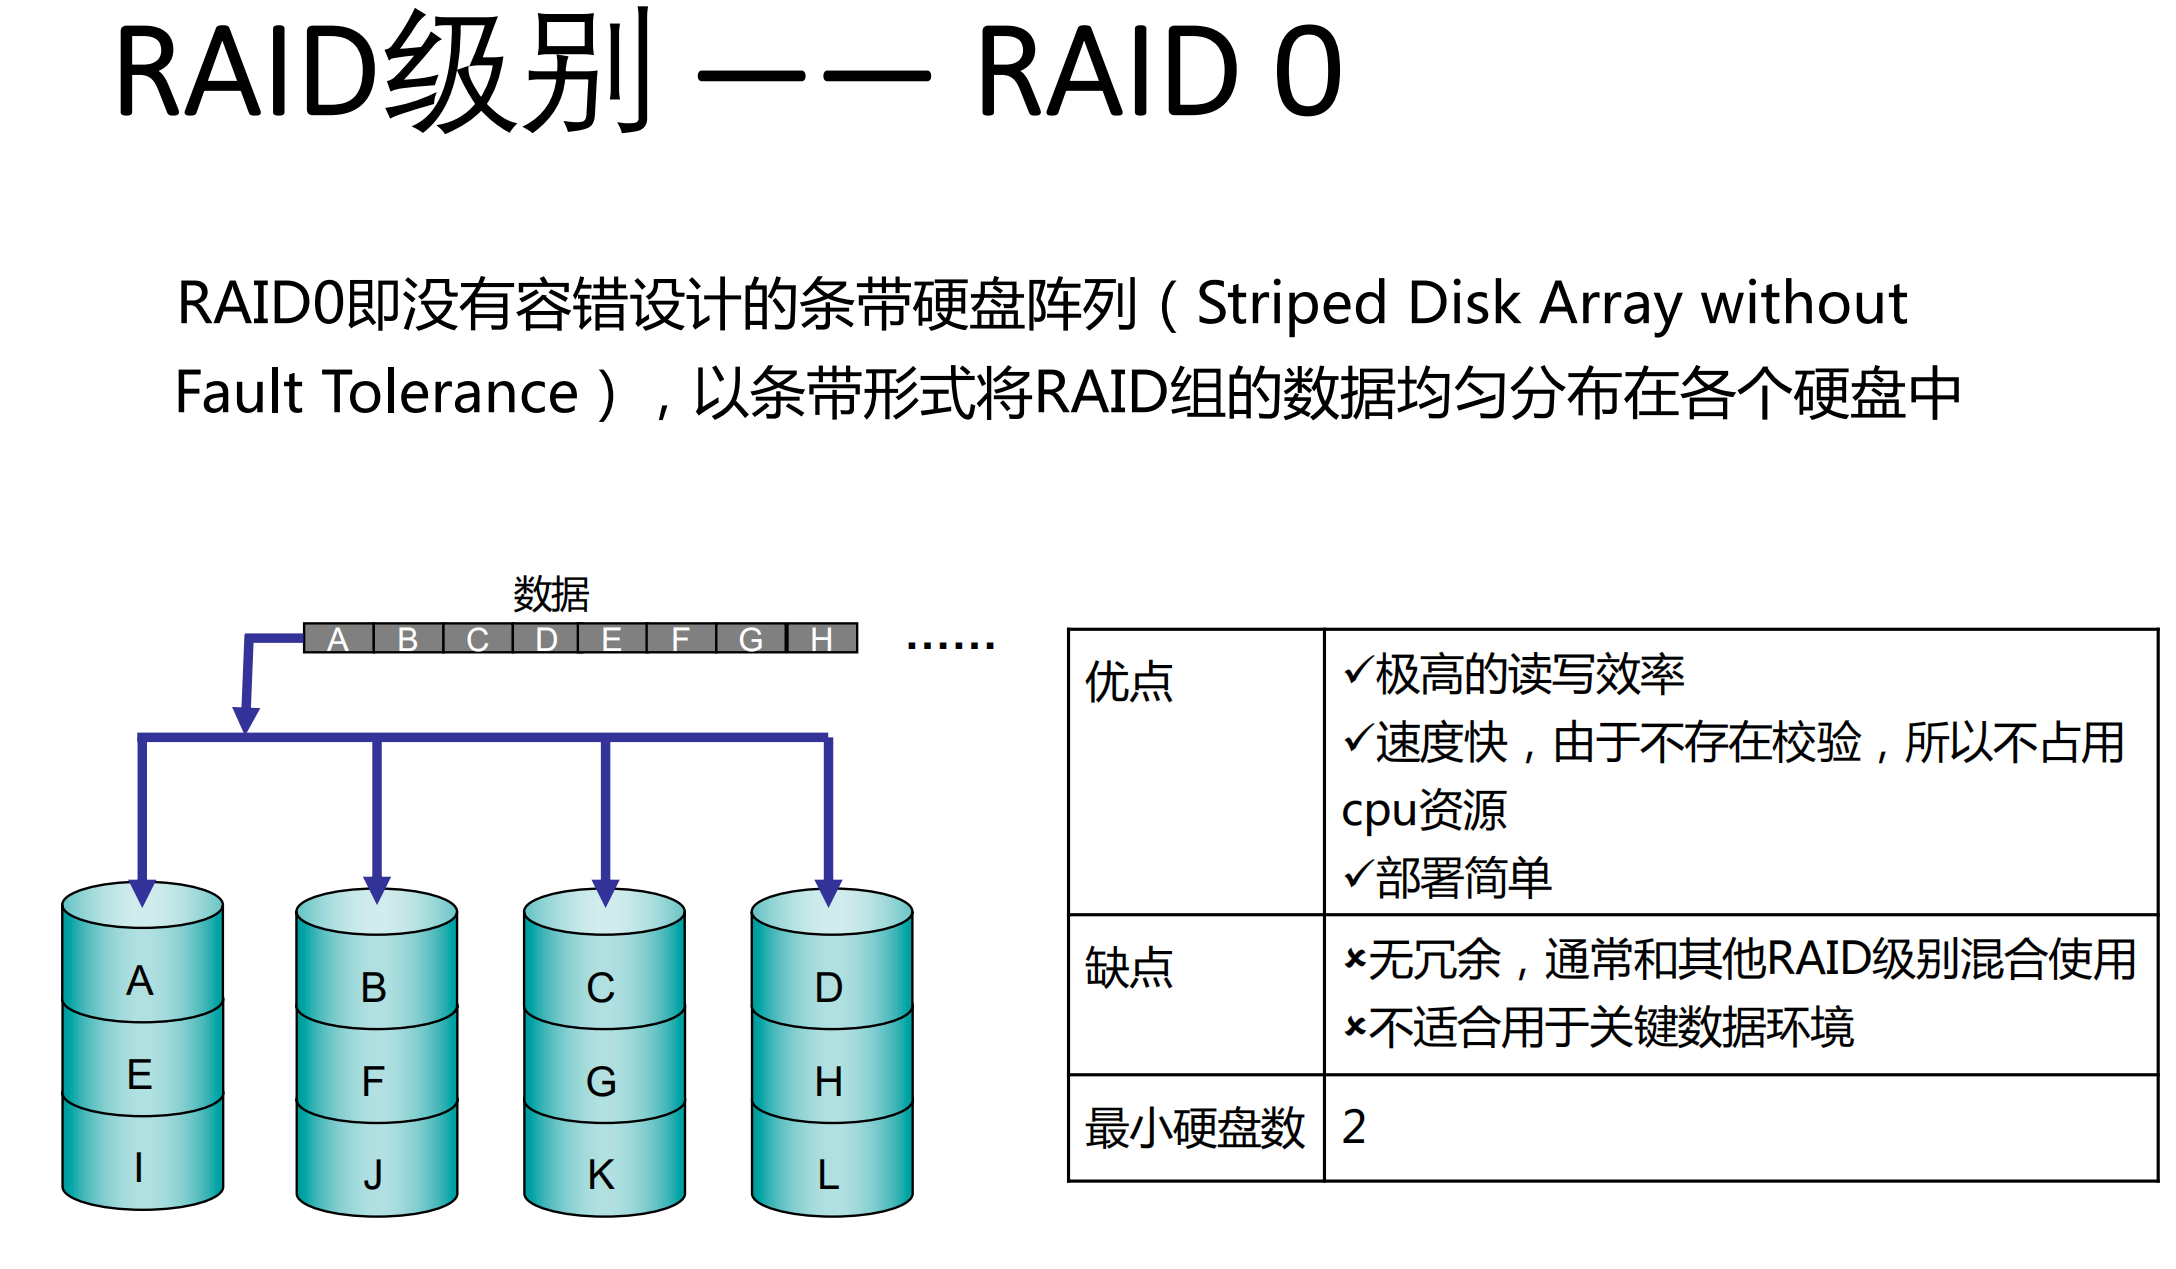 RAID级别 —— RAID 0
RAID0即没有容错设计的条带硬盘阵列（Striped Disk Array without
Fault Tolerance），以条带形式将RAID组的数据均匀分布在各个硬盘中
数据
A B C D E F G H ······
A B C D
E F G H
I J K L
优点
✓极高的读写效率
✓速度快，由于不存在校验，所以不占用
cpu资源
✓部署简单
缺点
✘无冗余，通常和其他RAID级别混合使用
✘不适合用于关键数据环境
最小硬盘数
2